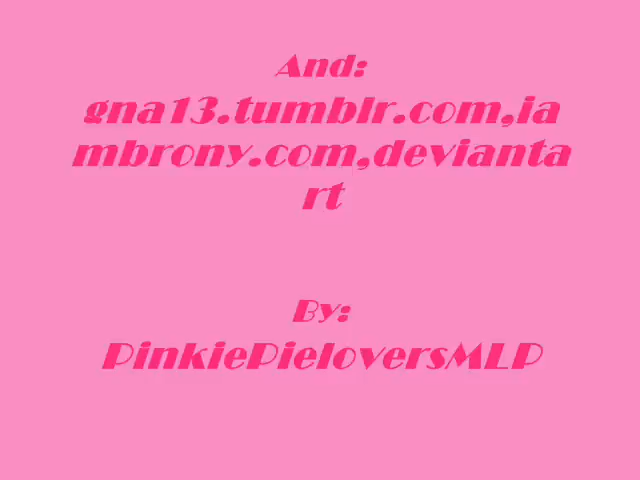 And:
gna13.tumblr.com,ia
mbrony.com,devianta
rt
By:
PinkiePieloversMLP